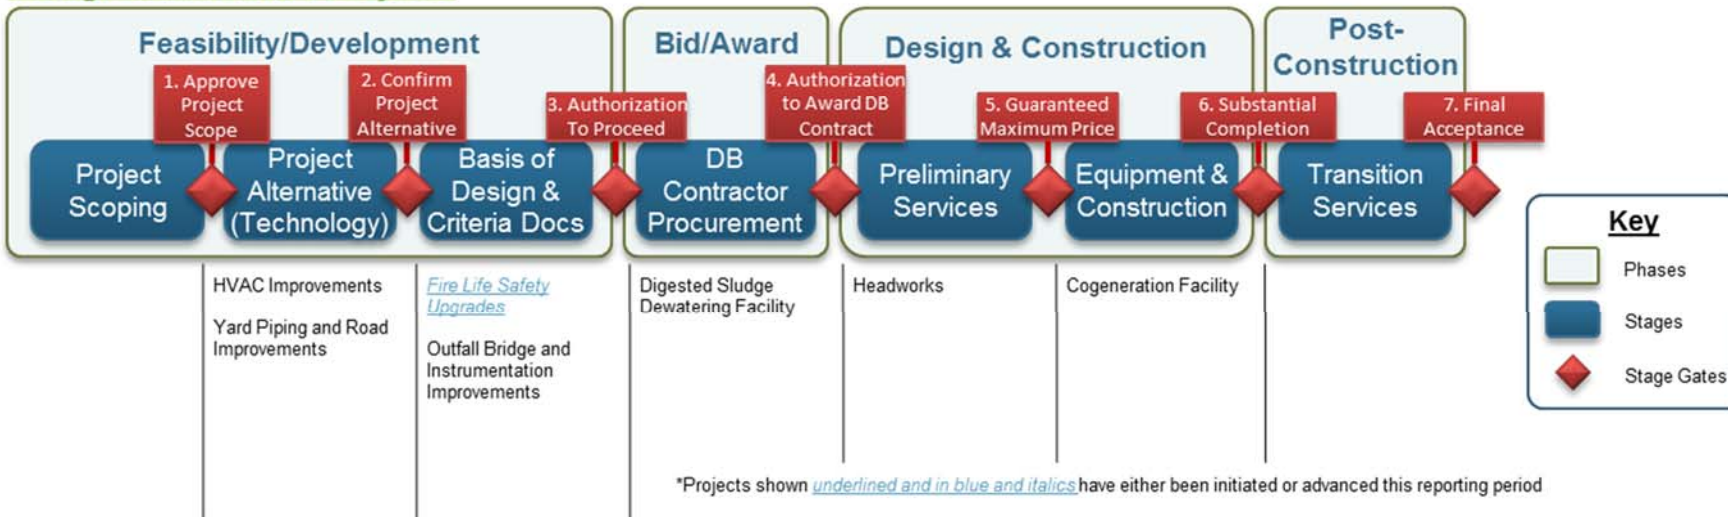 Feasibility/Development
Bid/Award
Design & Construction
Post-
Construction
1. Approve
Project
Scope
2. Confirm
Project
Alternative
3. Authorization
To Proceed
4. Authorization
to Award DB
Contract
5. Guaranteed
Maximum Price
6. Substantial
Completion
7. Final
Acceptance
Project
Scoping
Project
Alternative
(Technology)
Basis of
Design &
Criteria Docs
DB
Contractor
Procurement
Preliminary
Services
Equipment &
Construction
Transition
Services
Key
Phases
Stages
Stage Gates
HVAC Improvements
Yard Piping and Road
Improvements
Fire Life Safety
Upgrades
Outfall Bridge and
Instrumentation
Improvements
Digested Sludge
Dewatering Facility
Headworks
Cogeneration Facility
*Projects shown underlined and in blue and italics have either been initiated or advanced this reporting period